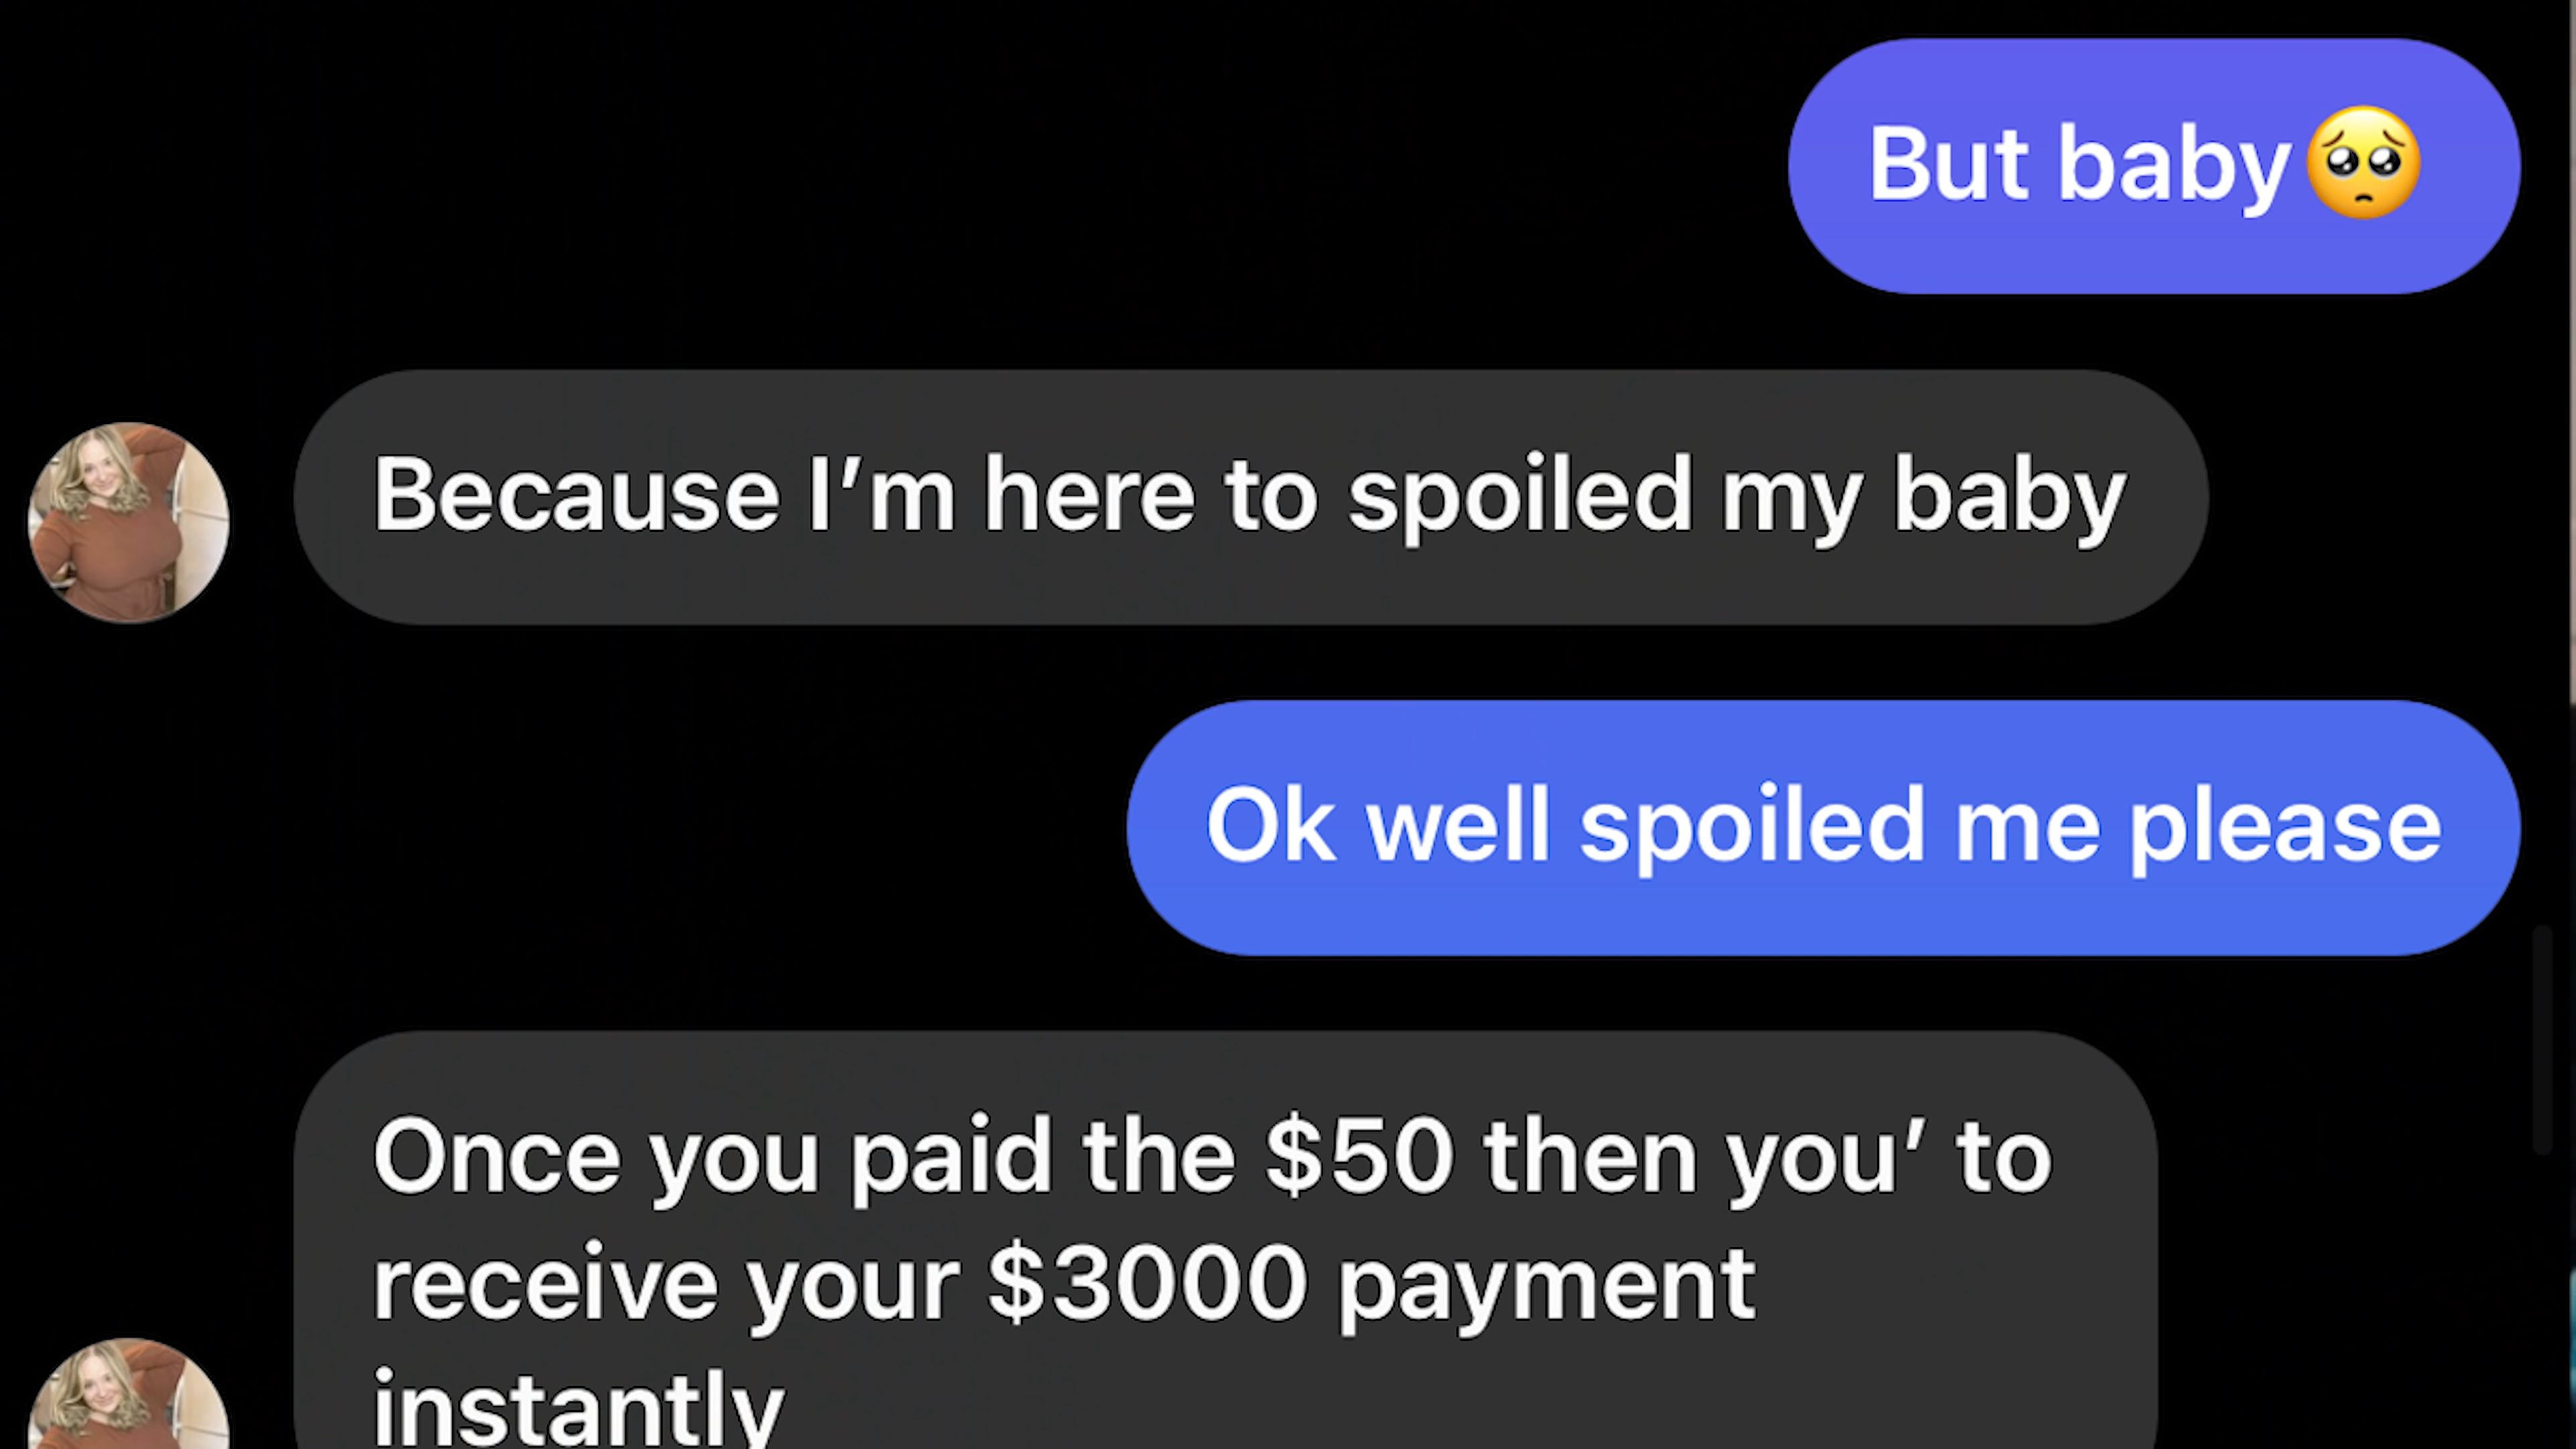 But baby🥺
Because I’m here to spoiled my baby
Ok well spoiled me please
Once you paid the $50 then you’ to
receive your $3000 payment
instantly